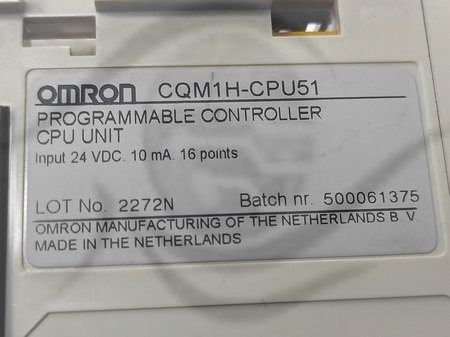 OMRON CQM1H-CPU51
PROGRAMMABLE CONTROLLER
CPU UNIT
Input 24 VDC. 10 mA. 16 points
LOT No. 2272N Batch nr. 500061375
OMRON MANUFACTURING OF THE NETHERLANDS B. V.
MADE IN THE NETHERLANDS